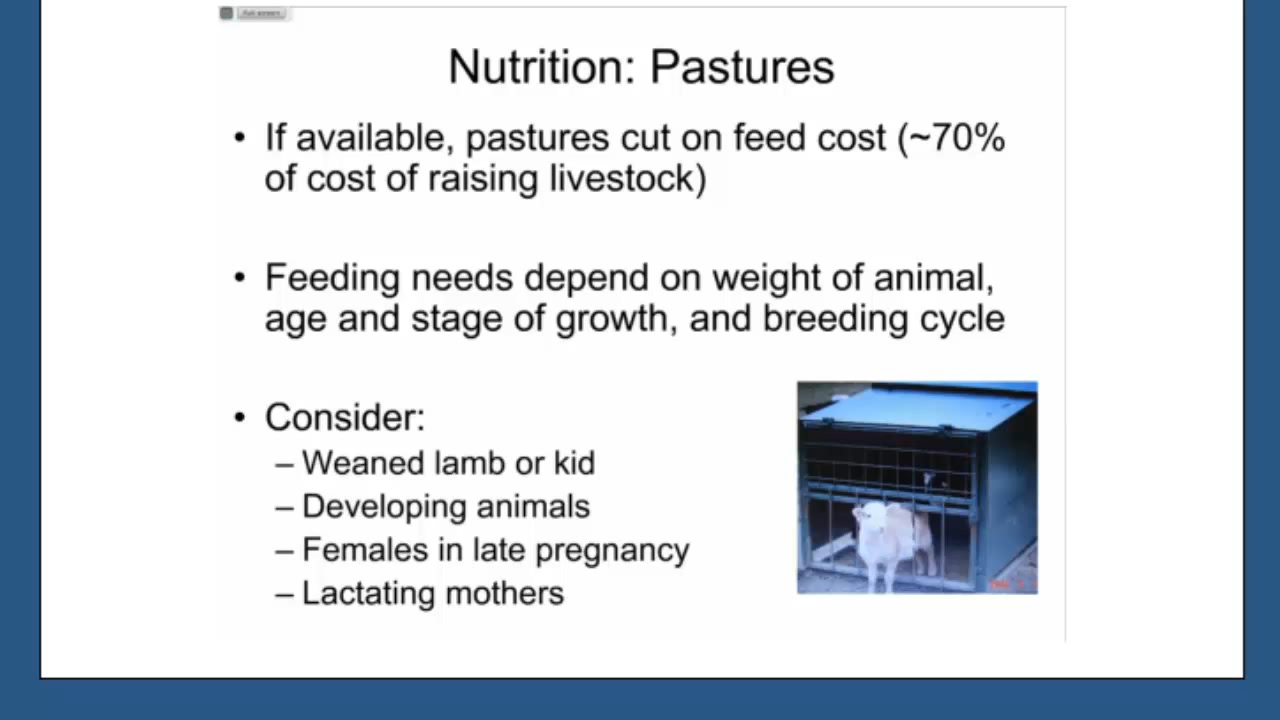 Nutrition: Pastures
• If available, pastures cut on feed cost (~70%
of cost of raising livestock)
• Feeding needs depend on weight of animal,
age and stage of growth, and breeding cycle
• Consider:
– Weaned lamb or kid
– Developing animals
– Females in late pregnancy
– Lactating mothers